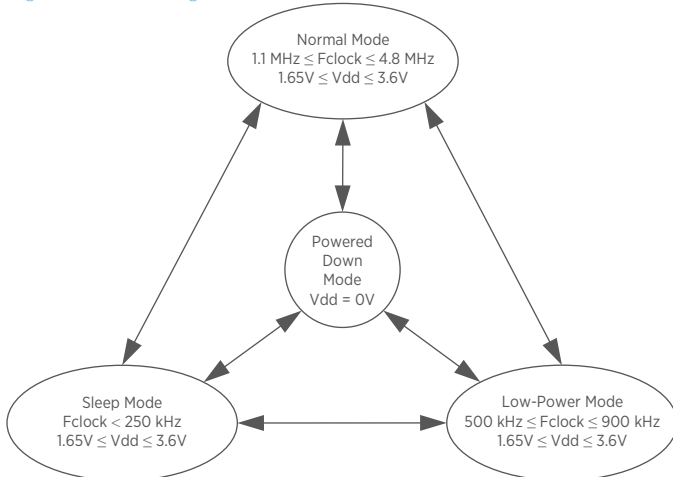 Normal Mode
1.1 MHz ≤ Fclock ≤ 4.8 MHz
1.65V ≤ Vdd ≤ 3.6V
Powered
Down
Mode
Vdd = 0V
Sleep Mode
Fclock < 250 kHz
1.65V ≤ Vdd ≤ 3.6V
Low-Power Mode
500 kHz ≤ Fclock ≤ 900 kHz
1.65V ≤ Vdd ≤ 3.6V